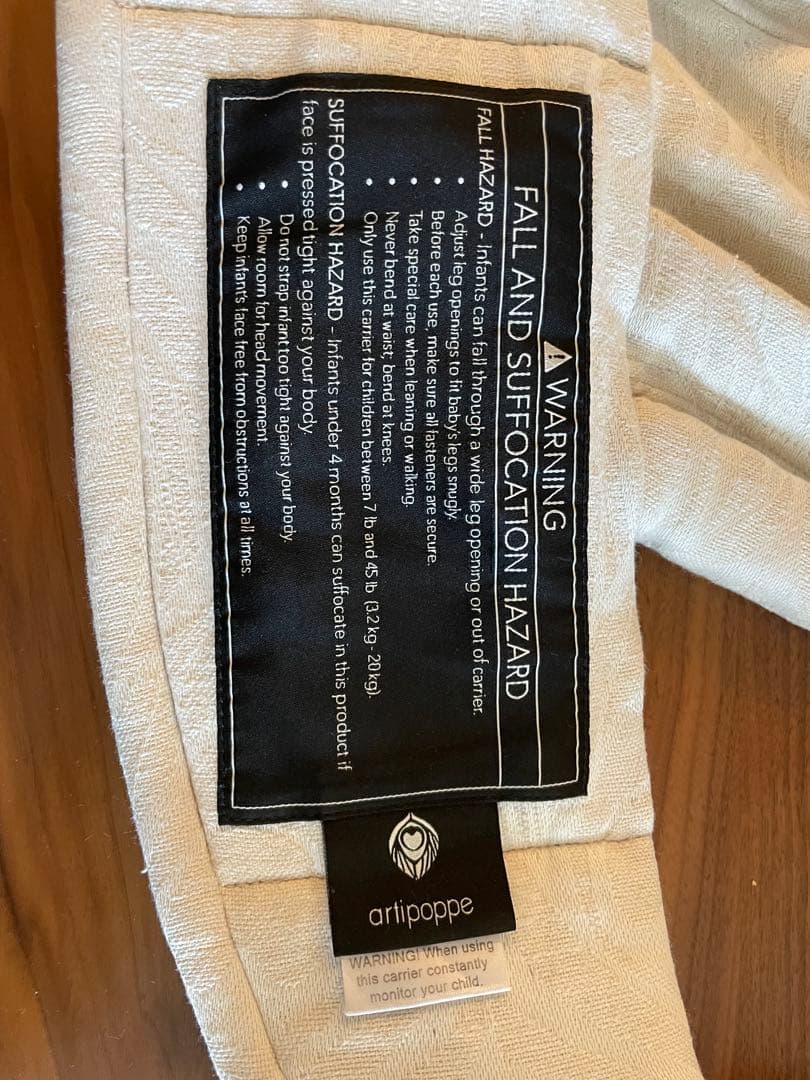 ⚠ WARNING
FALL AND SUFFOCATION HAZARD
FALL HAZARD - Infants can fall through a wide leg opening or out of carrier.
• Adjust leg openings to fit baby's legs snugly.
• Before each use, make sure all fasteners are secure.
• Take special care when leaning or walking.
• Never bend at waist; bend at knees.
• Only use this carrier for children between 7 lb and 45 lb (3.2 kg - 20 kg).
SUFFOCATION HAZARD - Infants under 4 months can suffocate in this product if
face is pressed tight against your body.
• Do not strap infant too tight against your body.
• Allow room for head movement.
• Keep infant's face free from obstructions at all times.
artipoppe
WARNING! When using
this carrier constantly
monitor your child.